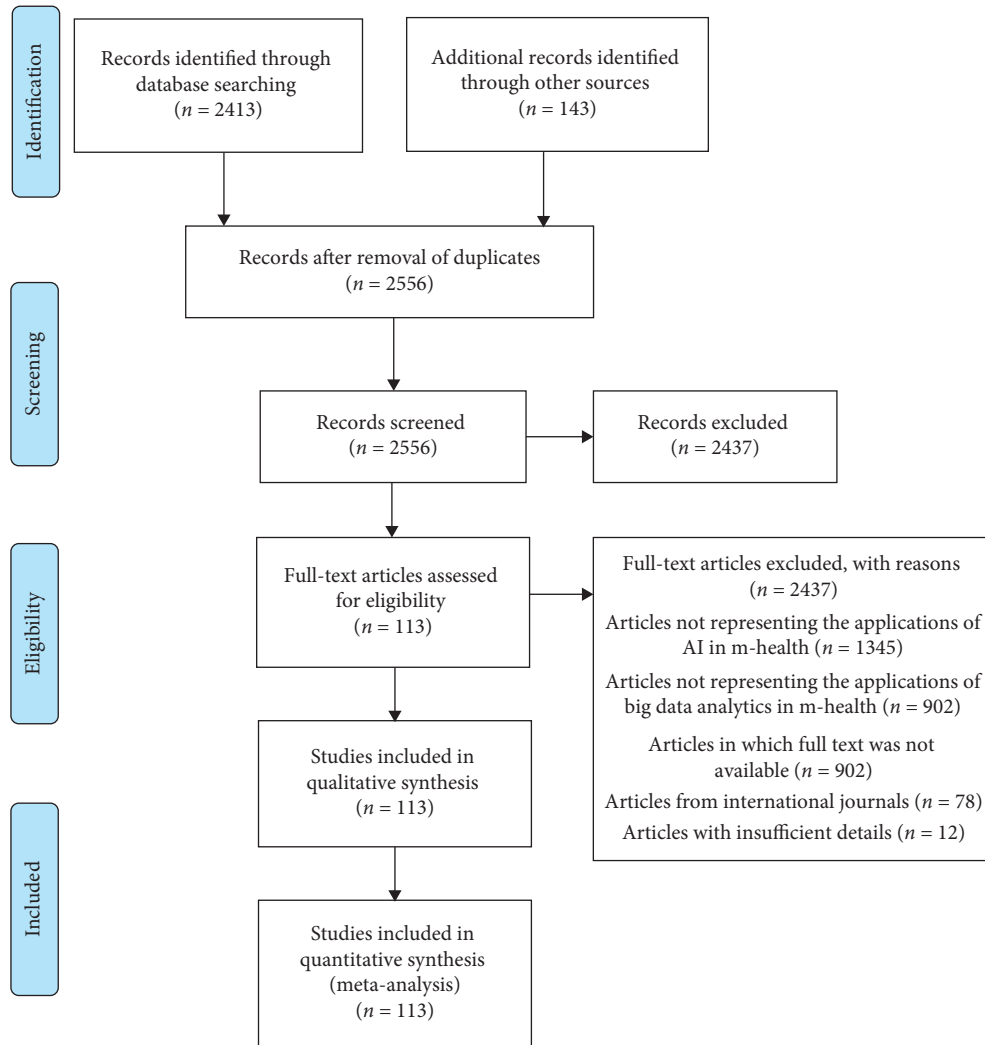 Identification
Records identified through
database searching
(n = 2413)
Additional records identified
through other sources
(n = 143)
Records after removal of duplicates
(n = 2556)
Screening
Records screened
(n = 2556)
Records excluded
(n = 2437)
Eligibility
Full-text articles assessed
for eligibility
(n = 113)
Full-text articles excluded, with reasons
(n = 2437)
Articles not representing the applications of
AI in m-health (n = 1345)
Articles not representing the applications of
big data analytics in m-health (n = 902)
Articles in which full text was not
available (n = 902)
Articles from international journals (n = 78)
Articles with insufficient details (n = 12)
Studies included in
qualitative synthesis
(n = 113)
Included
Studies included in
quantitative synthesis
(meta-analysis)
(n = 113)